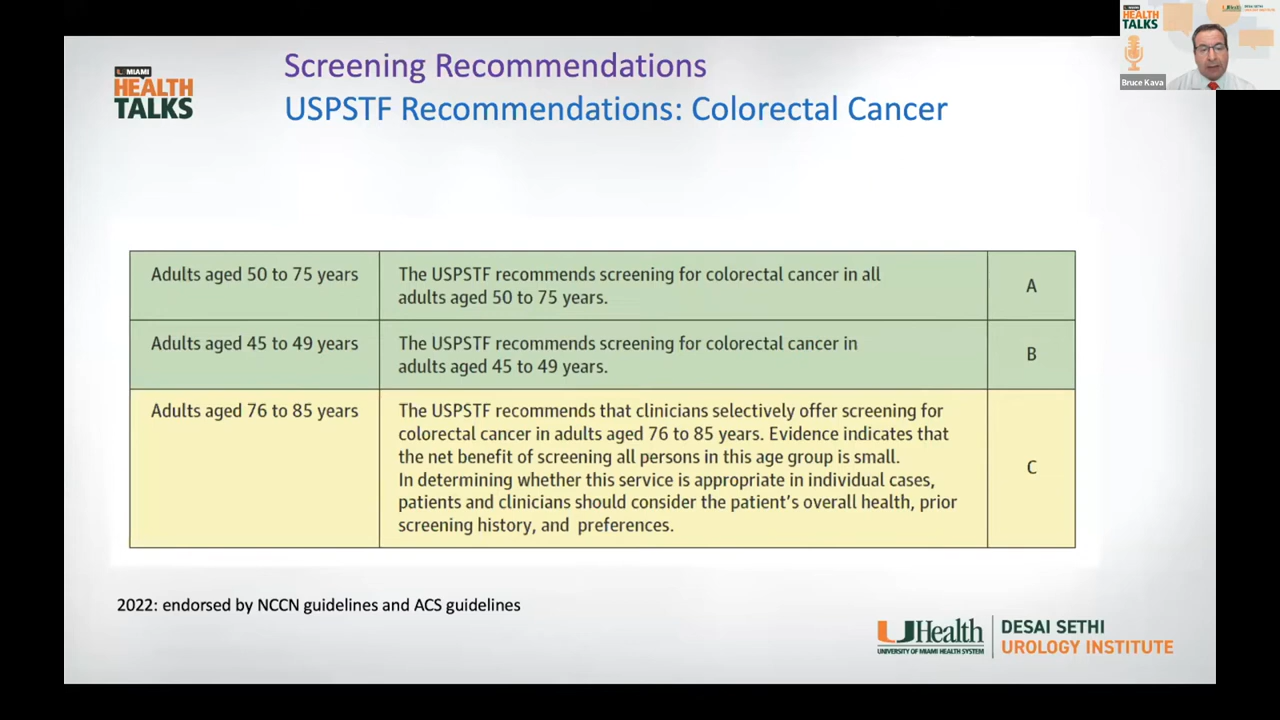 MIAMI
HEALTH
TALKS
Screening Recommendations
USPSTF Recommendations: Colorectal Cancer
MIAMI
HEALTH
TALKS
UHealth
DESAI SETHI
UROLOGY INSTITUTE
Bruce Kava
Adults aged 50 to 75 years
The USPSTF recommends screening for colorectal cancer in all
adults aged 50 to 75 years.
A
Adults aged 45 to 49 years
The USPSTF recommends screening for colorectal cancer in
adults aged 45 to 49 years.
B
Adults aged 76 to 85 years
The USPSTF recommends that clinicians selectively offer screening for
colorectal cancer in adults aged 76 to 85 years. Evidence indicates that
the net benefit of screening all persons in this age group is small.
In determining whether this service is appropriate in individual cases,
patients and clinicians should consider the patient’s overall health, prior
screening history, and preferences.
C
2022: endorsed by NCCN guidelines and ACS guidelines
UHealth
UNIVERSITY OF MIAMI HEALTH SYSTEM
DESAI SETHI
UROLOGY INSTITUTE